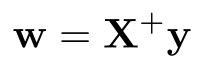 𝐰 = 𝐗⁺𝐲